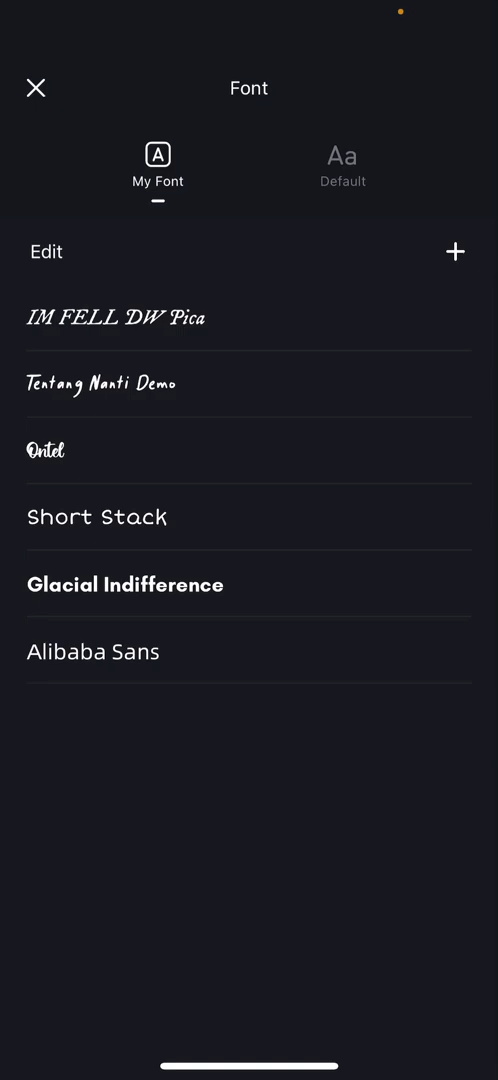 Font
A
My Font
Aa
Default
Edit
IM FELL DW Pica
Tentang Nanti Demo
Ontel
Short Stack
Glacial Indifference
Alibaba Sans